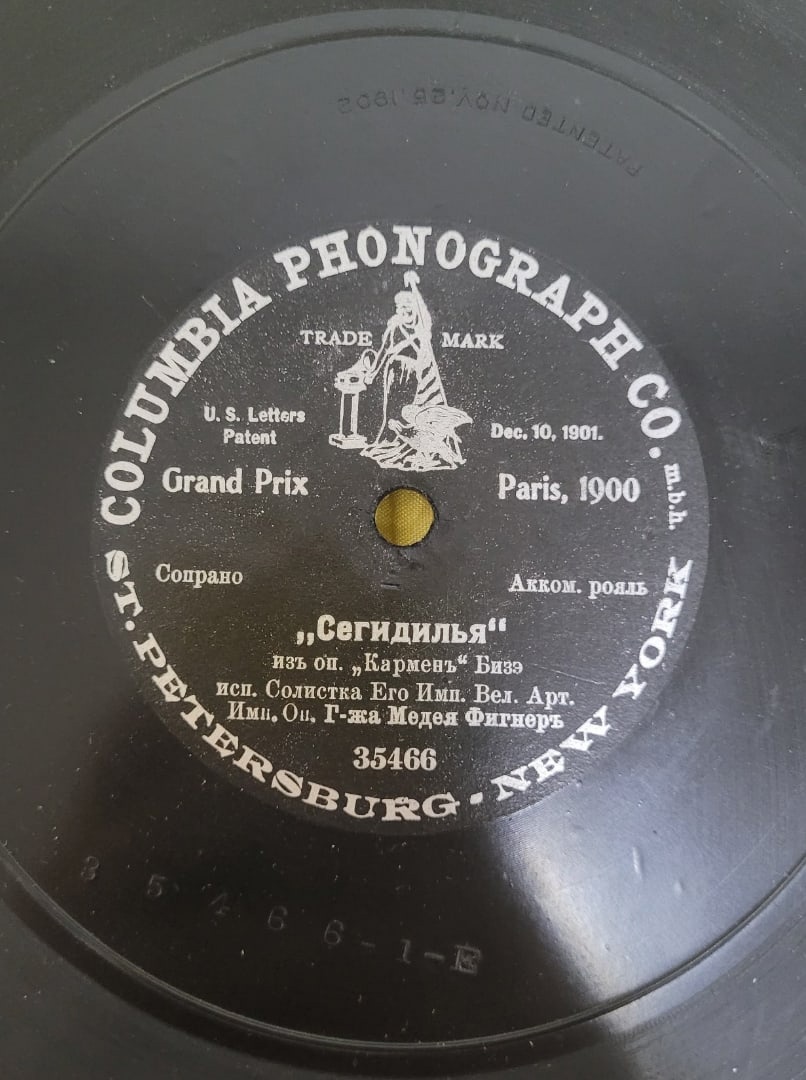 PATENTED NOV.25.1902
COLUMBIA PHONOGRAPH CO. m.b.h.
TRADE MARK
U. S. Letters
Patent
Dec. 10, 1901.
Grand Prix
Paris, 1900
Сопрано
Акком. рояль
„Сегидилья“
изъ оп. „Карменъ“ Бизэ
исп. Солистка Его Имп. Вел. Арт.
Имп. Оп. Г-жа Медея Фигнеръ
35466
ST. PETERSBURG - NEW YORK
35466-1-